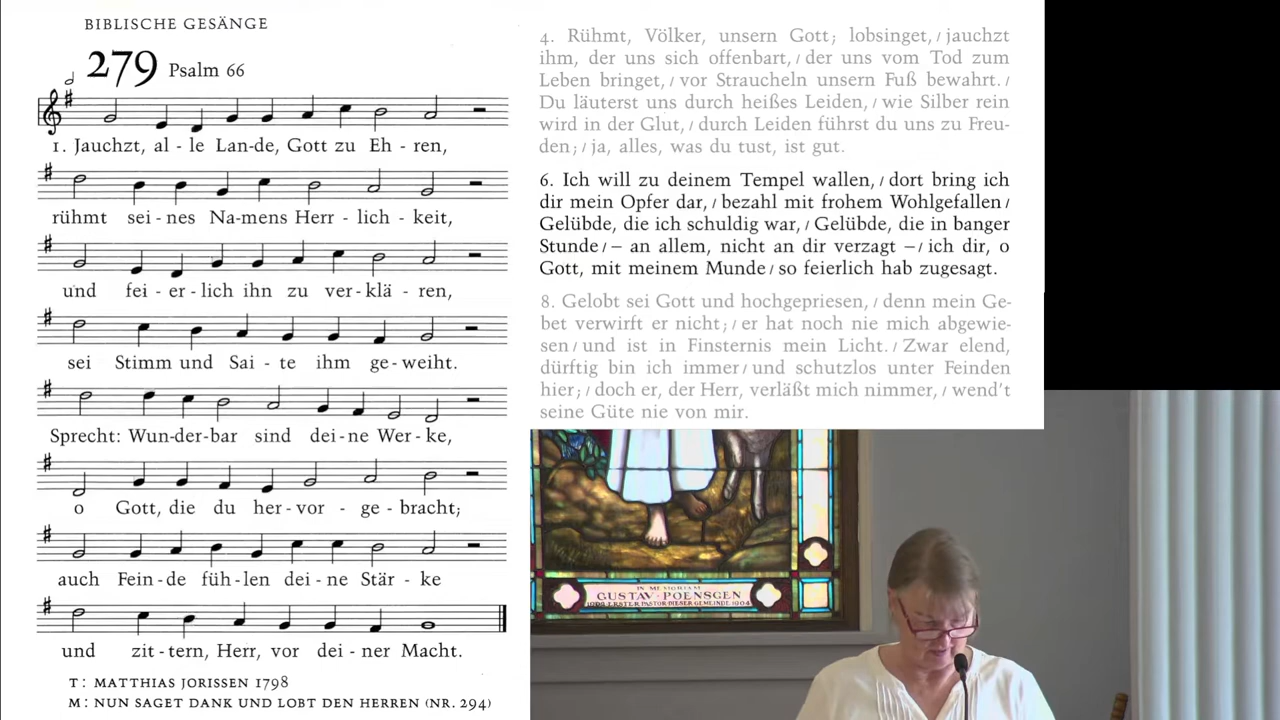 BIBLISCHE GESÄNGE
279 Psalm 66
1. Jauchzt, al - le Lan-de, Gott zu Eh - ren,
rühmt sei - nes Na-mens Herr - lich - keit,
und fei - er - lich ihn zu ver - klä - ren,
sei Stimm und Sai - te ihm ge - weiht.
Sprecht: Wun-der-bar sind dei - ne Wer - ke,
o Gott, die du her - vor - ge - bracht;
auch Fein - de füh - len dei - ne Stär - ke
und zit - tern, Herr, vor dei - ner Macht.
T: MATTHIAS JORISSEN 1798
M: NUN SAGET DANK UND LOBT DEN HERREN (NR. 294)
4. Rühmt, Völker, unsern Gott; lobsinget, / jauchzt
ihm, der uns sich offenbart, / der uns vom Tod zum
Leben bringet, / vor Straucheln unsern Fuß bewahrt. /
Du läuterst uns durch heißes Leiden, / wie Silber rein
wird in der Glut, / durch Leiden führst du uns zu Freu-
den; / ja, alles, was du tust, ist gut.
6. Ich will zu deinem Tempel wallen, / dort bring ich
dir mein Opfer dar, / bezahl mit frohem Wohlgefallen /
Gelübde, die ich schuldig war, / Gelübde, die in banger
Stunde / – an allem, nicht an dir verzagt – / ich dir, o
Gott, mit meinem Munde / so feierlich hab zugesagt.
8. Gelobt sei Gott und hochgepriesen, / denn mein Ge-
bet verwirft er nicht; / er hat noch nie mich abgewie-
sen / und ist in Finsternis mein Licht. / Zwar elend,
dürftig bin ich immer / und schutzlos unter Feinden
hier; / doch er, der Herr, verläßt mich nimmer, / wend't
seine Güte nie von mir.
IN MEMORIAM
GUSTAV POENSGEN
ERSTER PASTOR DIESER GEMEINDE